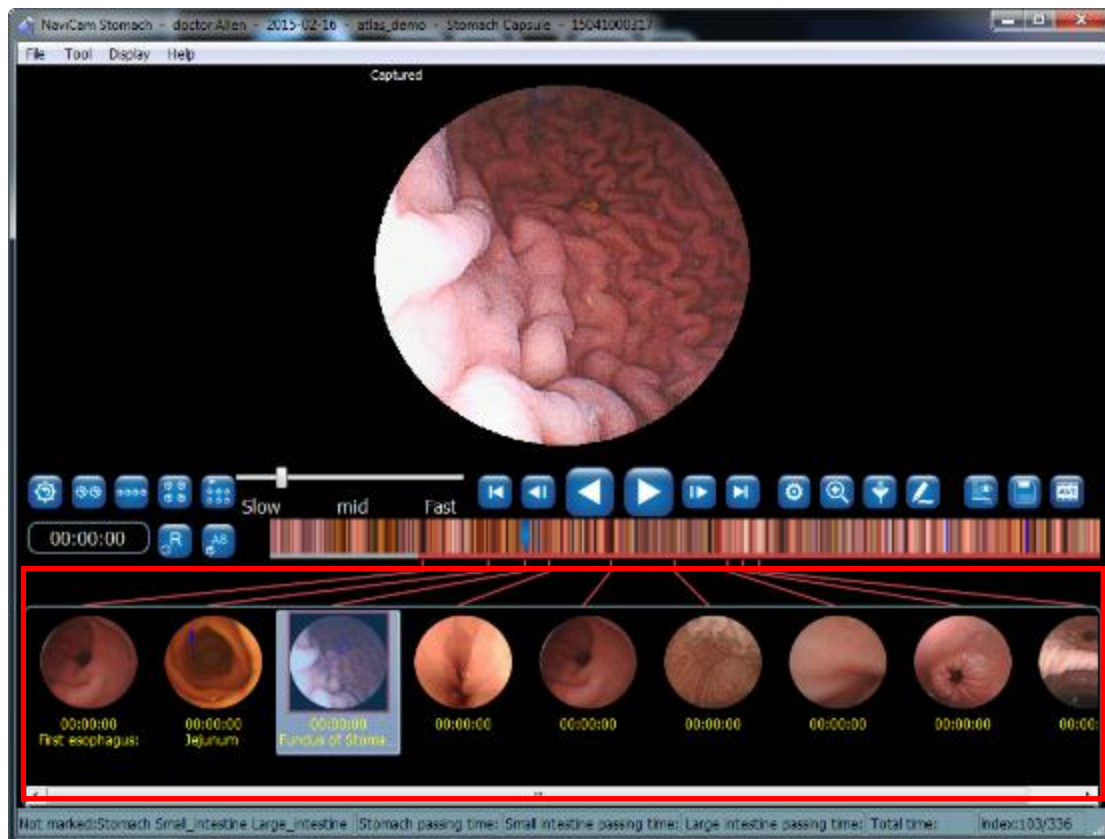 NaviCam Stomach - doctor Allen - 2015-02-16 - atlas_demo - Stomach Capsule - 15041000317
File Tool Display Help
Captured
Slow mid Fast
00:00:00 R AS
00:00:00 00:00:00 00:00:00 00:00:00 00:00:00 00:00:00 00:00:00 00:00:00 00:00:
First esophagus: Jejunum Fundus of Stoma
Not marked:Stomach Small_intestine Large_intestine Stomach passing time: Small intestine passing time: Large intestine passing time: Total time: index:103/336